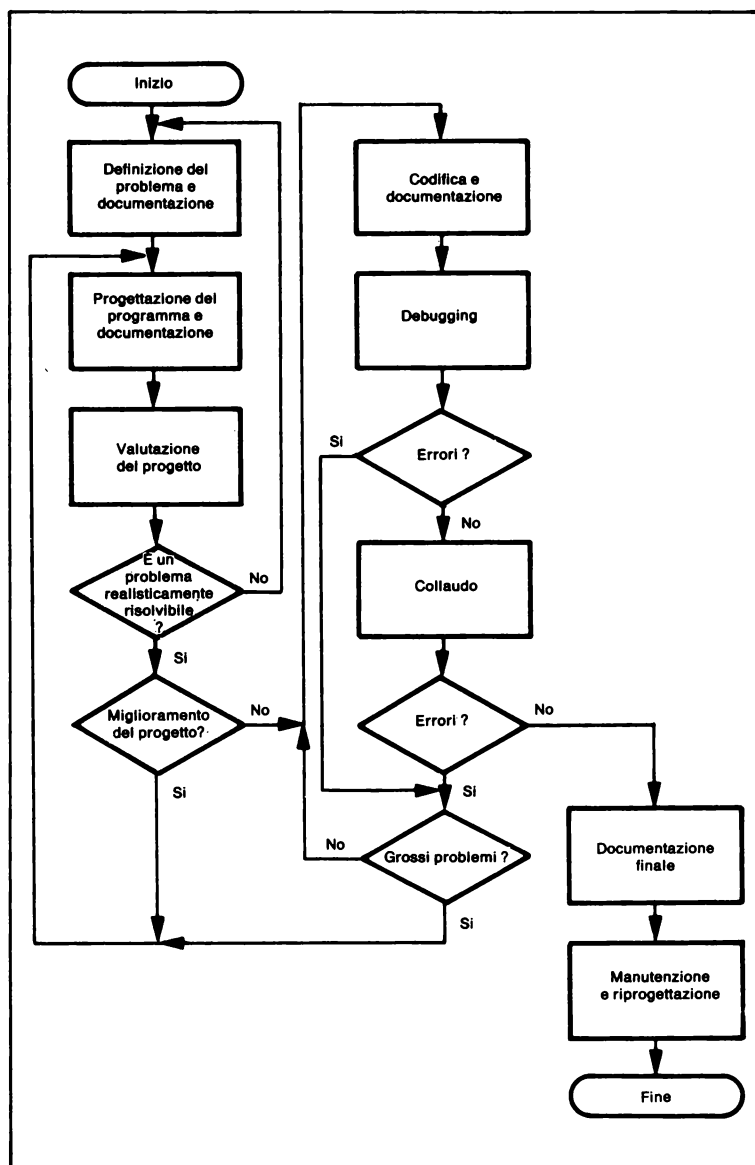 Inizio
Definizione del
problema e
documentazione
Progettazione del
programma e
documentazione
Valutazione
del progetto
È un
problema
realisticamente
risolvibile
?
No
Si
Miglioramento
del progetto?
No
Si
Codifica e
documentazione
Debugging
Errori ?
Si
No
Collaudo
Errori ?
No
Si
Grossi problemi ?
No
Si
Documentazione
finale
Manutenzione
e riprogettazione
Fine